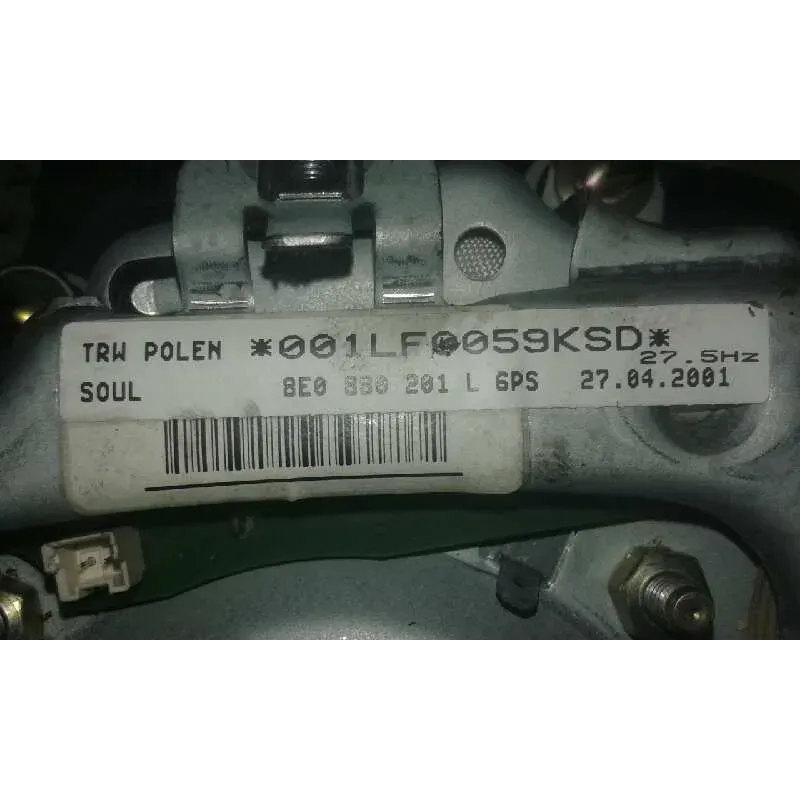 TRW POLEN *001LF0059KSD*
27.5Hz
SOUL 8E0 880 201 L 6PS 27.04.2001